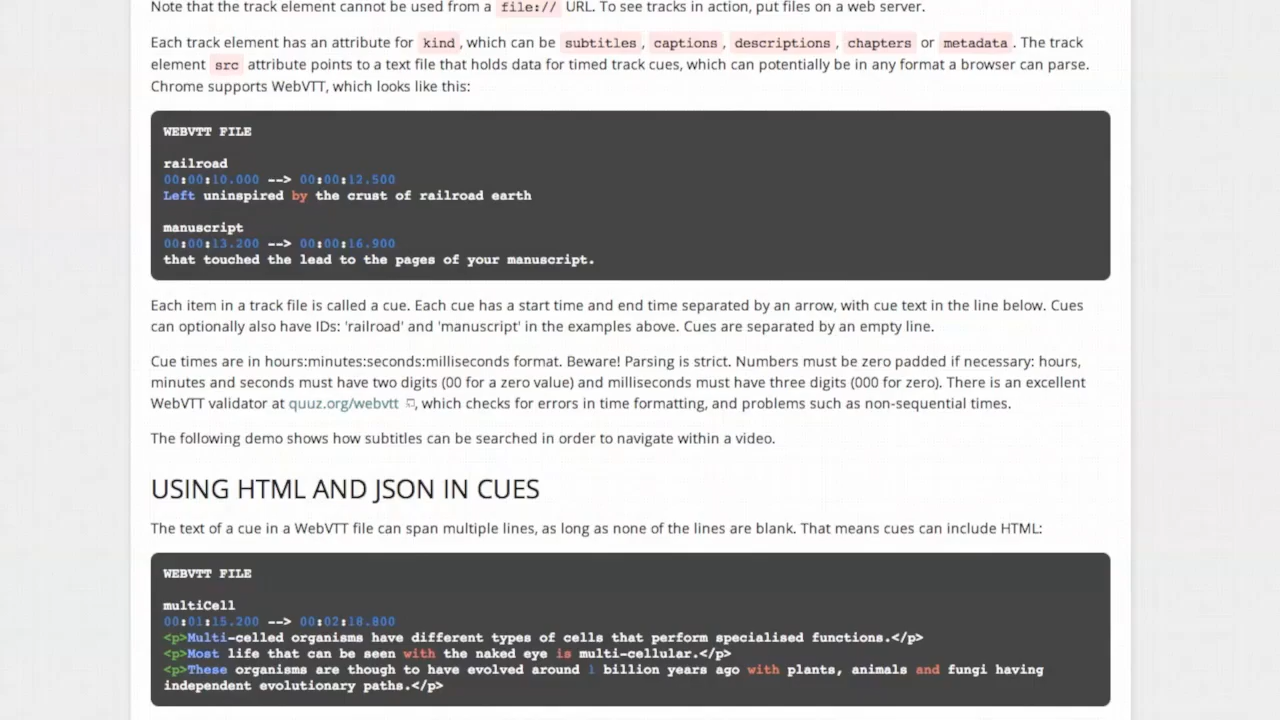 Note that the track element cannot be used from a file:// URL. To see tracks in action, put files on a web server.
Each track element has an attribute for kind, which can be subtitles, captions, descriptions, chapters or metadata. The track
element src attribute points to a text file that holds data for timed track cues, which can potentially be in any format a browser can parse.
Chrome supports WebVTT, which looks like this:
WEBVTT FILE
railroad
00:00:10.000 --> 00:00:12.500
Left uninspired by the crust of railroad earth
manuscript
00:00:13.200 --> 00:00:16.900
that touched the lead to the pages of your manuscript.
Each item in a track file is called a cue. Each cue has a start time and end time separated by an arrow, with cue text in the line below. Cues
can optionally also have IDs: 'railroad' and 'manuscript' in the examples above. Cues are separated by an empty line.
Cue times are in hours:minutes:seconds:milliseconds format. Beware! Parsing is strict. Numbers must be zero padded if necessary: hours,
minutes and seconds must have two digits (00 for a zero value) and milliseconds must have three digits (000 for zero). There is an excellent
WebVTT validator at quuz.org/webvtt, which checks for errors in time formatting, and problems such as non-sequential times.
The following demo shows how subtitles can be searched in order to navigate within a video.
USING HTML AND JSON IN CUES
The text of a cue in a WebVTT file can span multiple lines, as long as none of the lines are blank. That means cues can include HTML:
WEBVTT FILE
multiCell
00:01:15.200 --> 00:02:18.800
<p>Multi-celled organisms have different types of cells that perform specialised functions.</p>
<p>Most life that can be seen with the naked eye is multi-cellular.</p>
<p>These organisms are though to have evolved around 1 billion years ago with plants, animals and fungi having
independent evolutionary paths.</p>